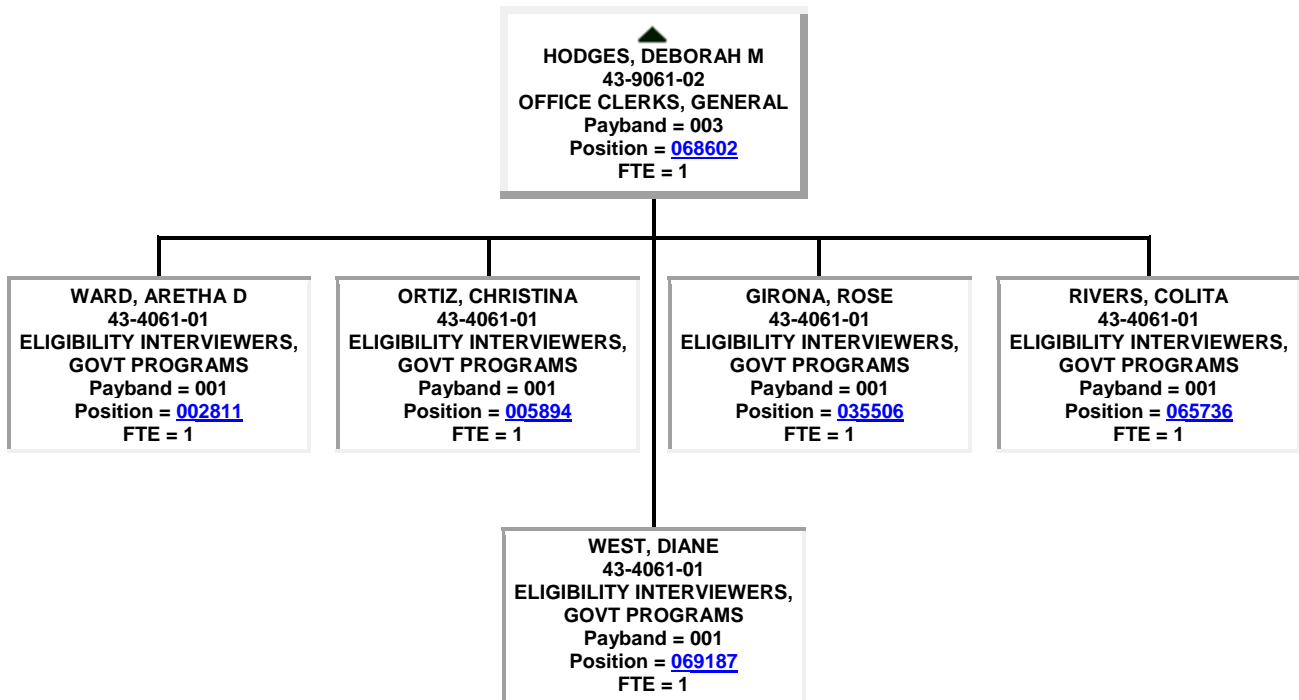 HODGES, DEBORAH M
43-9061-02
OFFICE CLERKS, GENERAL
Payband = 003
Position = 068602
FTE = 1
WARD, ARETHA D
43-4061-01
ELIGIBILITY INTERVIEWERS,
GOVT PROGRAMS
Payband = 001
Position = 002811
FTE = 1
ORTIZ, CHRISTINA
43-4061-01
ELIGIBILITY INTERVIEWERS,
GOVT PROGRAMS
Payband = 001
Position = 005894
FTE = 1
GIRONA, ROSE
43-4061-01
ELIGIBILITY INTERVIEWERS,
GOVT PROGRAMS
Payband = 001
Position = 035506
FTE = 1
RIVERS, COLITA
43-4061-01
ELIGIBILITY INTERVIEWERS,
GOVT PROGRAMS
Payband = 001
Position = 065736
FTE = 1
WEST, DIANE
43-4061-01
ELIGIBILITY INTERVIEWERS,
GOVT PROGRAMS
Payband = 001
Position = 069187
FTE = 1